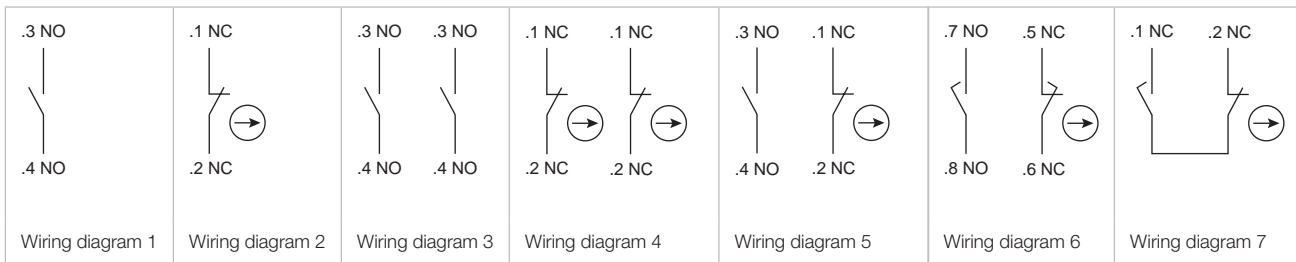 .3 NO
.4 NO
Wiring diagram 1
.1 NC
.2 NC
Wiring diagram 2
.3 NO .3 NO
.4 NO .4 NO
Wiring diagram 3
.1 NC .1 NC
.2 NC .2 NC
Wiring diagram 4
.3 NO .1 NC
.4 NO .2 NC
Wiring diagram 5
.7 NO .5 NC
.8 NO .6 NC
Wiring diagram 6
.1 NC .2 NC
Wiring diagram 7